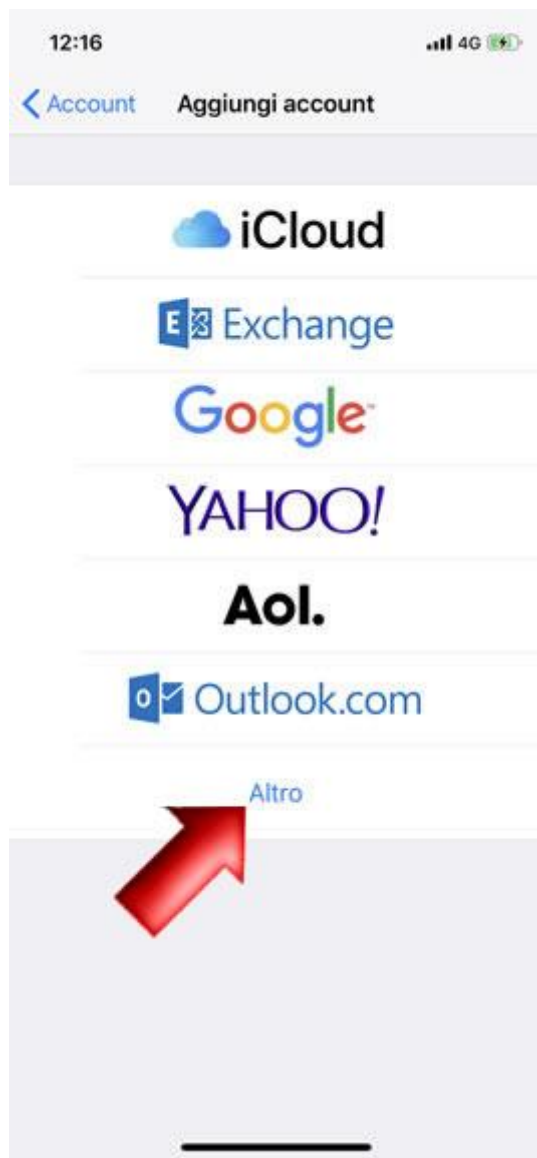 12:16 4G
Account Aggiungi account
iCloud
E Exchange
Google
YAHOO!
Aol.
o Outlook.com
Altro